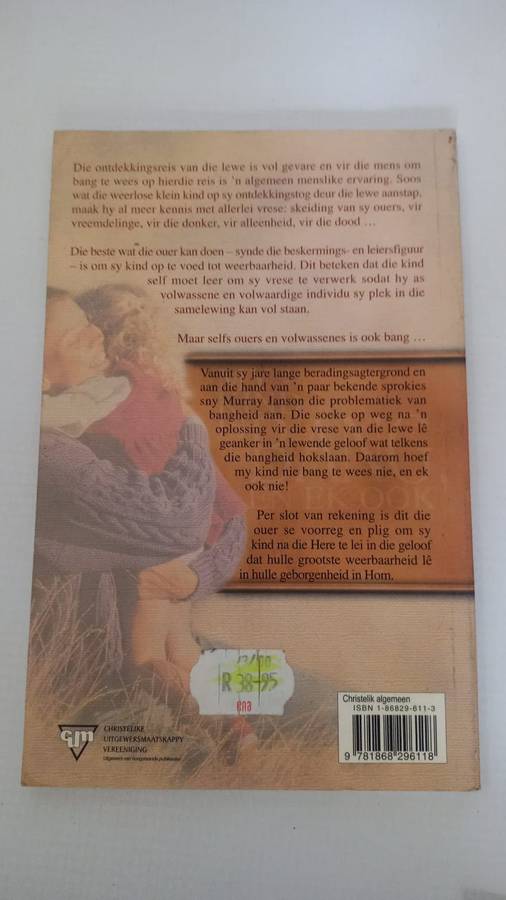 Die ontdekkingsreis van die lewe is vol gevare en vir die mens om
bang te wees op hierdie reis is 'n algemeen menslike ervaring. Soos
wat die weerlose klein kind op sy ontdekkingstog deur die lewe aanstap,
maak hy al meer kennis met allerlei vrese: skeiding van sy ouers, vir
vreemdelinge, vir die donker, vir alleenheid, vir die dood ...
Die beste wat die ouer kan doen – synde die beskermings- en leiersfiguur
– is om sy kind op te voed tot weerbaarheid. Dit beteken dat die kind
self moet leer om sy vrese te verwerk sodat hy as
volwassene en volwaardige individu sy plek in die
samelewing kan vol staan.
Maar selfs ouers en volwassenes is ook bang ...
Vanuit sy jare lange beradingsagtergrond en
aan die hand van 'n paar bekende sprokies
sny Murray Janson die problematiek van
bangheid aan. Die soeke op weg na 'n
oplossing vir die vrese van die lewe lê
geanker in 'n lewende geloof wat telkens
die bangheid hokslaan. Daarom hoef
my kind nie bang te wees nie, en ek
ook nie!
EK OOK
Per slot van rekening is dit die
ouer se voorreg en plig om sy
kind na die Here te lei in die geloof
dat hulle grootste weerbaarheid lê
in hulle geborgenheid in Hom.
R 38-95
cna
Christelik algemeen
ISBN 1-86829-611-3
9 781868 296118
cum
CHRISTELIKE
UITGEWERSMAATSKAPPY
VEREENIGING
Uitgewers van hoogstaande publikasies